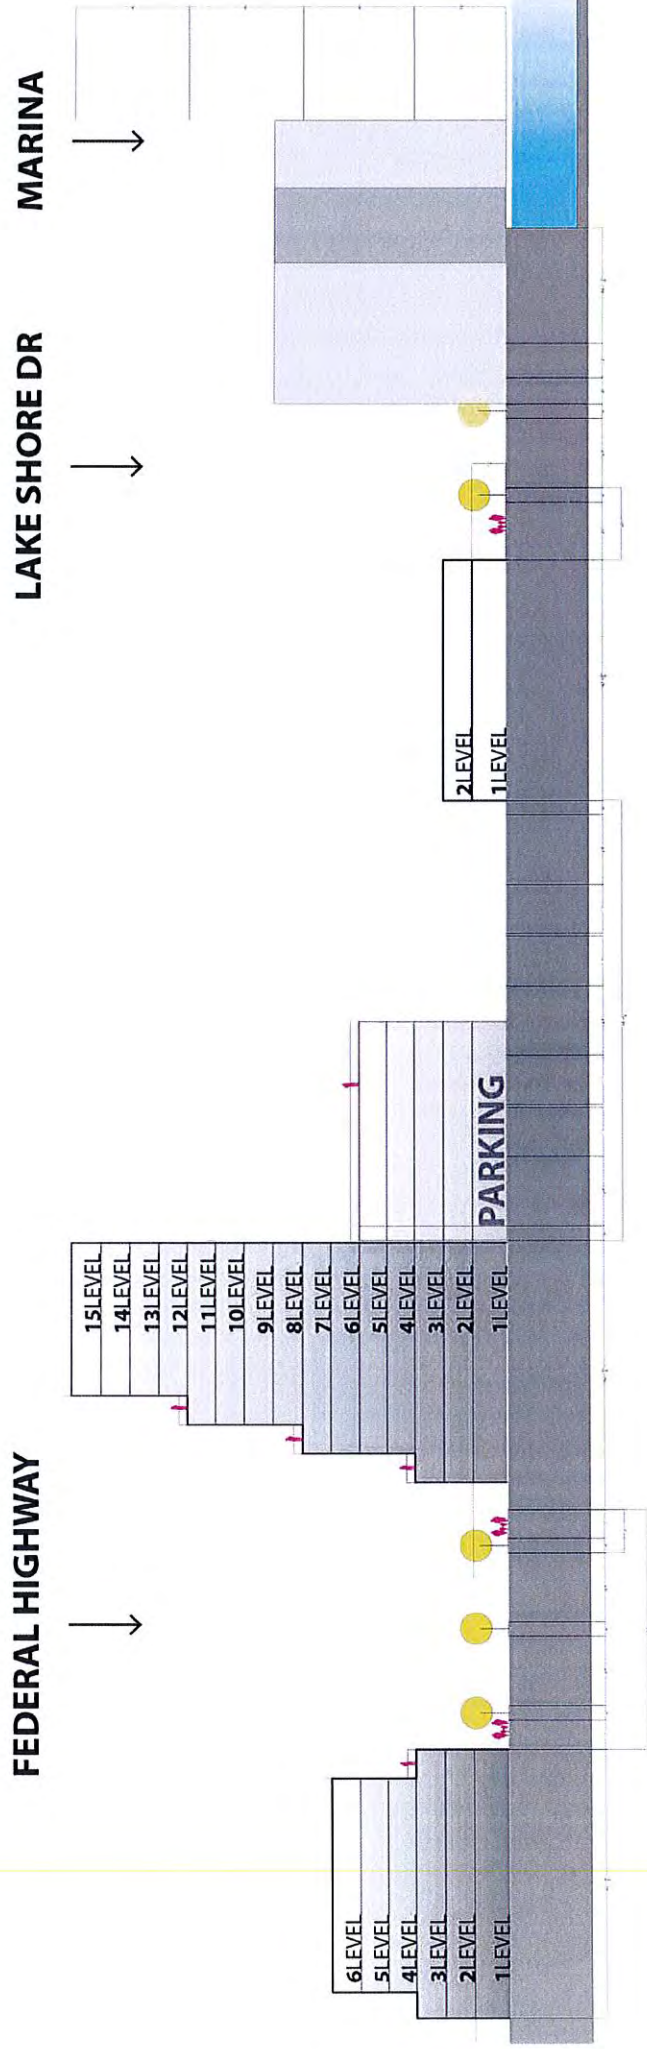 FEDERAL HIGHWAY
LAKE SHORE DR
MARINA
6LEVEL
5LEVEL
4LEVEL
3LEVEL
2LEVEL
1LEVEL
15LEVEL
14LEVEL
13LEVEL
12LEVEL
11LEVEL
10LEVEL
9LEVEL
8LEVEL
7LEVEL
6LEVEL
5LEVEL
4LEVEL
3LEVEL
2LEVEL
1LEVEL
PARKING
2LEVEL
1LEVEL